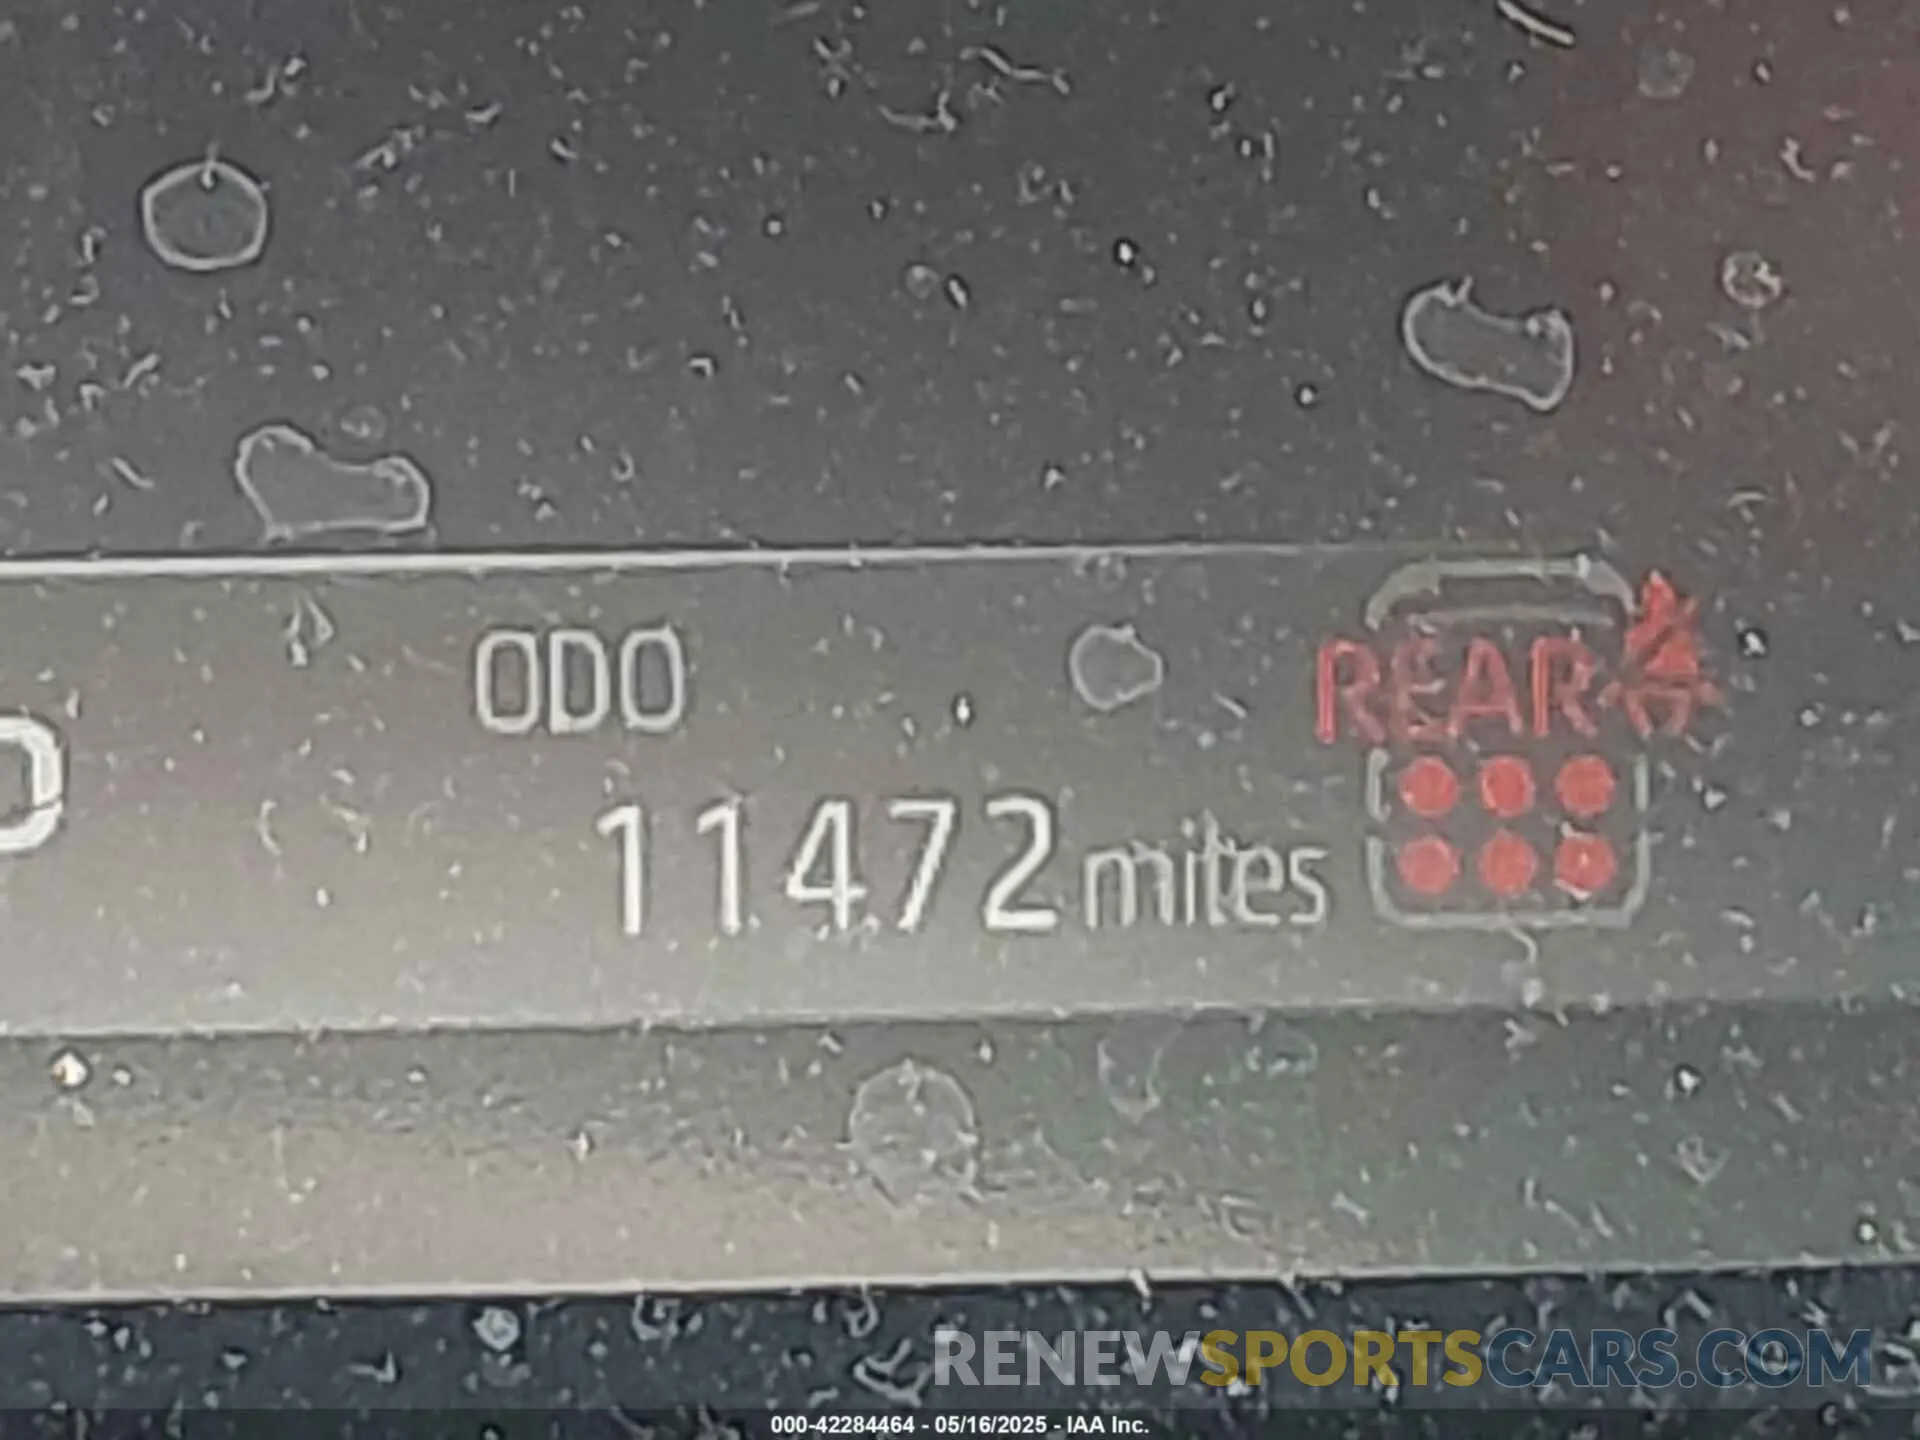 ODO
REAR
11472 miles
RENEWSPORTSCARS.COM
000-42284464 - 05/16/2025 - IAA Inc.